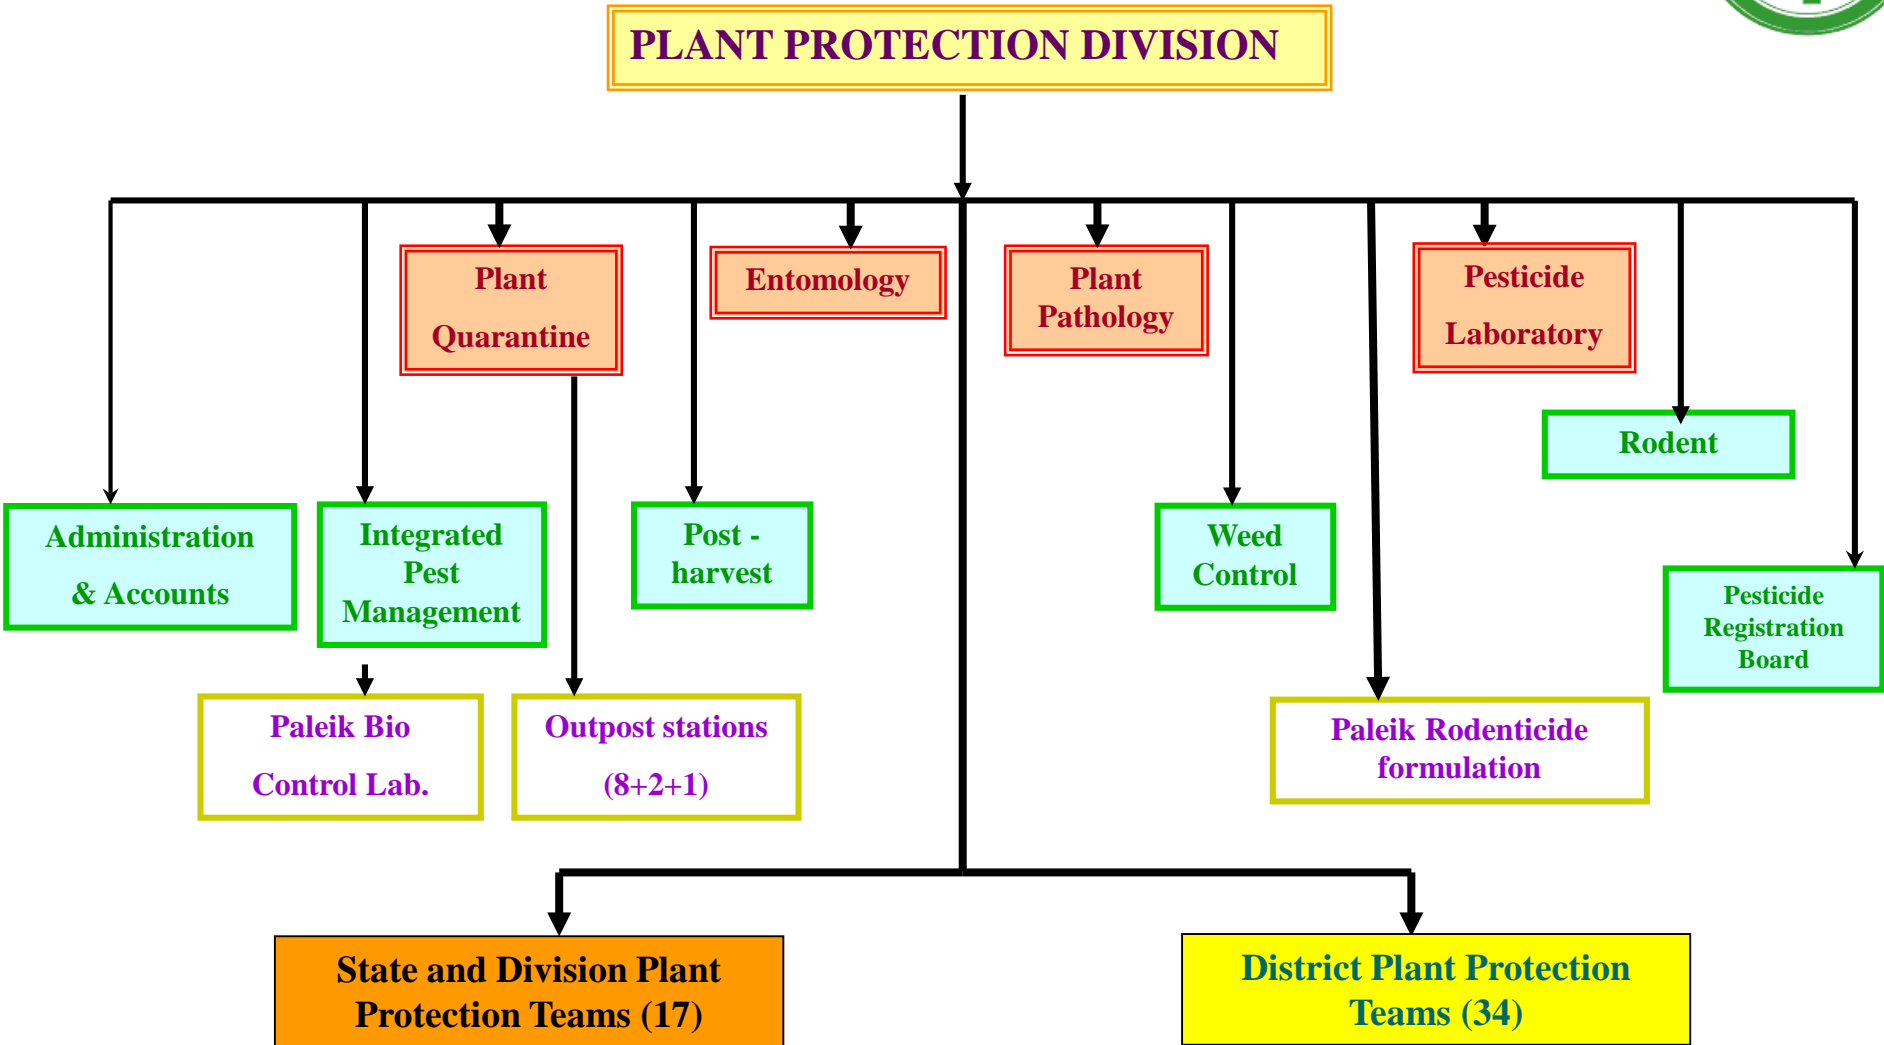 PLANT PROTECTION DIVISION
Plant
Quarantine
Entomology
Plant
Pathology
Pesticide
Laboratory
Rodent
Administration
& Accounts
Integrated
Pest
Management
Post -
harvest
Weed
Control
Pesticide
Registration
Board
Paleik Bio
Control Lab.
Outpost stations
(8+2+1)
Paleik Rodenticide
formulation
State and Division Plant
Protection Teams (17)
District Plant Protection
Teams (34)